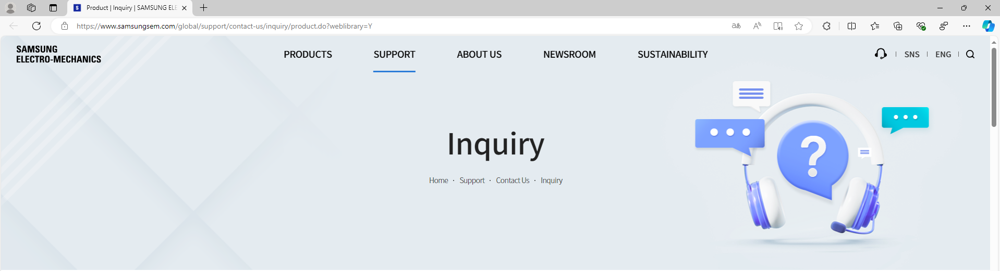 Product | Inquiry | SAMSUNG ELE
https://www.samsungsem.com/global/support/contact-us/inquiry/product.do?weblibrary=Y
SAMSUNG
ELECTRO-MECHANICS
PRODUCTS SUPPORT ABOUT US NEWSROOM SUSTAINABILITY
SNS | ENG
Inquiry
Home · Support · Contact Us · Inquiry